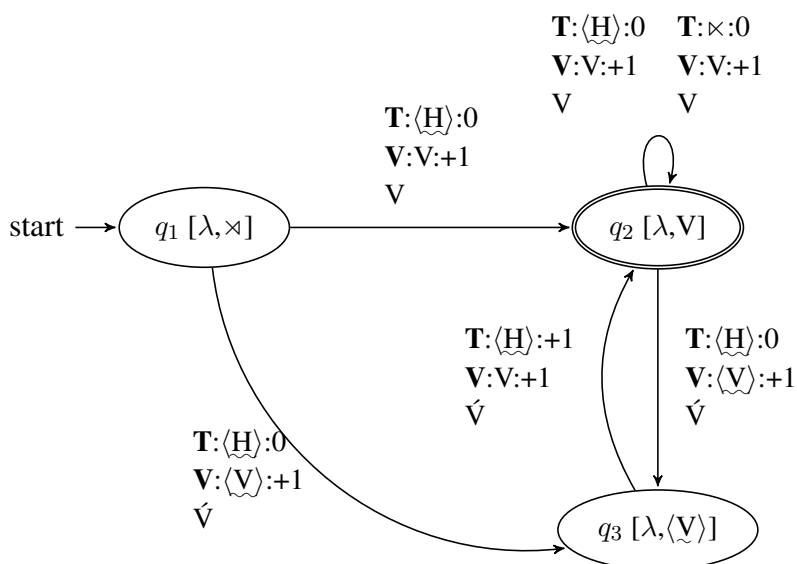 T:⟨H̰⟩:0 T:⋉:0
V:V:+1 V:V:+1
V V
T:⟨H̰⟩:0
V:V:+1
V
start
q₁ [λ,⋊]
q₂ [λ,V]
T:⟨H̰⟩:+1
V:V:+1
V́
T:⟨H̰⟩:0
V:⟨V̰⟩:+1
V́
T:⟨H̰⟩:0
V:⟨V̰⟩:+1
V́
q₃ [λ,⟨V̰⟩]